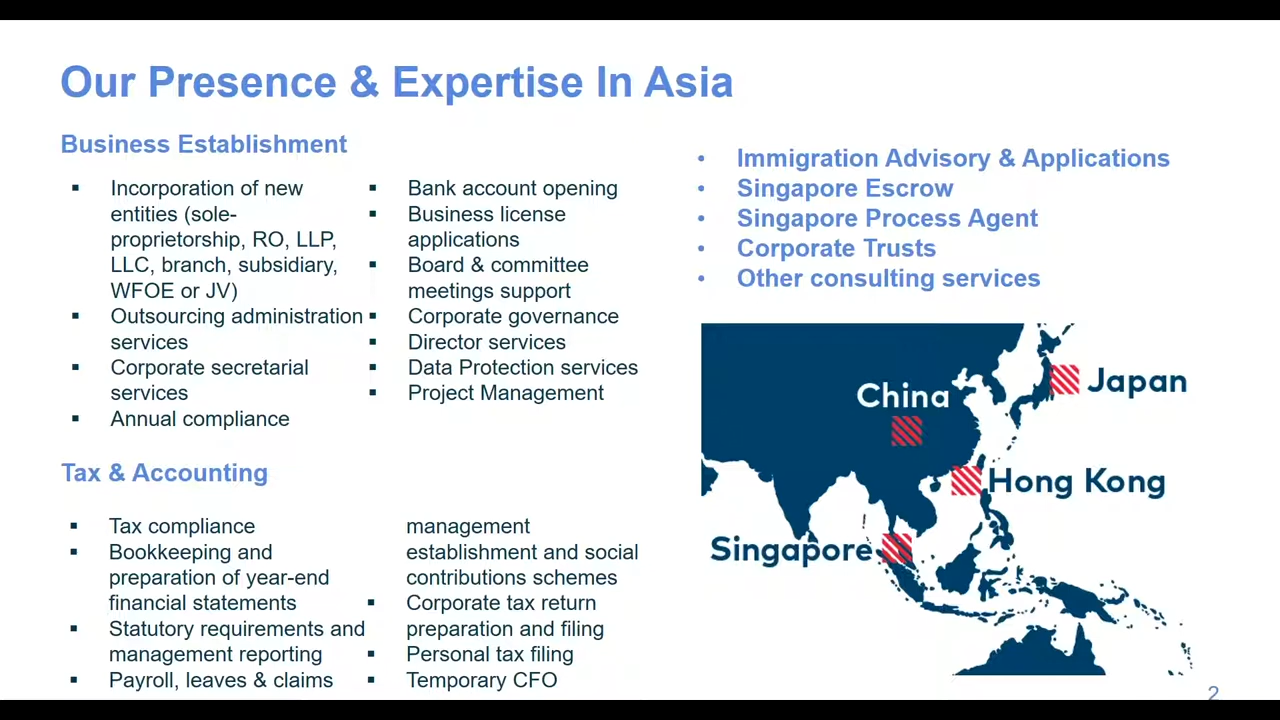 Our Presence & Expertise In Asia
Business Establishment
▪ Incorporation of new
entities (sole-
proprietorship, RO, LLP,
LLC, branch, subsidiary,
WFOE or JV)
▪ Outsourcing administration
services
▪ Corporate secretarial
services
▪ Annual compliance
▪ Bank account opening
▪ Business license
applications
▪ Board & committee
meetings support
▪ Corporate governance
▪ Director services
▪ Data Protection services
▪ Project Management
Tax & Accounting
▪ Tax compliance
▪ Bookkeeping and
preparation of year-end
financial statements
▪ Statutory requirements and
management reporting
▪ Payroll, leaves & claims
management
establishment and social
contributions schemes
▪ Corporate tax return
preparation and filing
▪ Personal tax filing
▪ Temporary CFO
• Immigration Advisory & Applications
• Singapore Escrow
• Singapore Process Agent
• Corporate Trusts
• Other consulting services
China
Japan
Hong Kong
Singapore
2